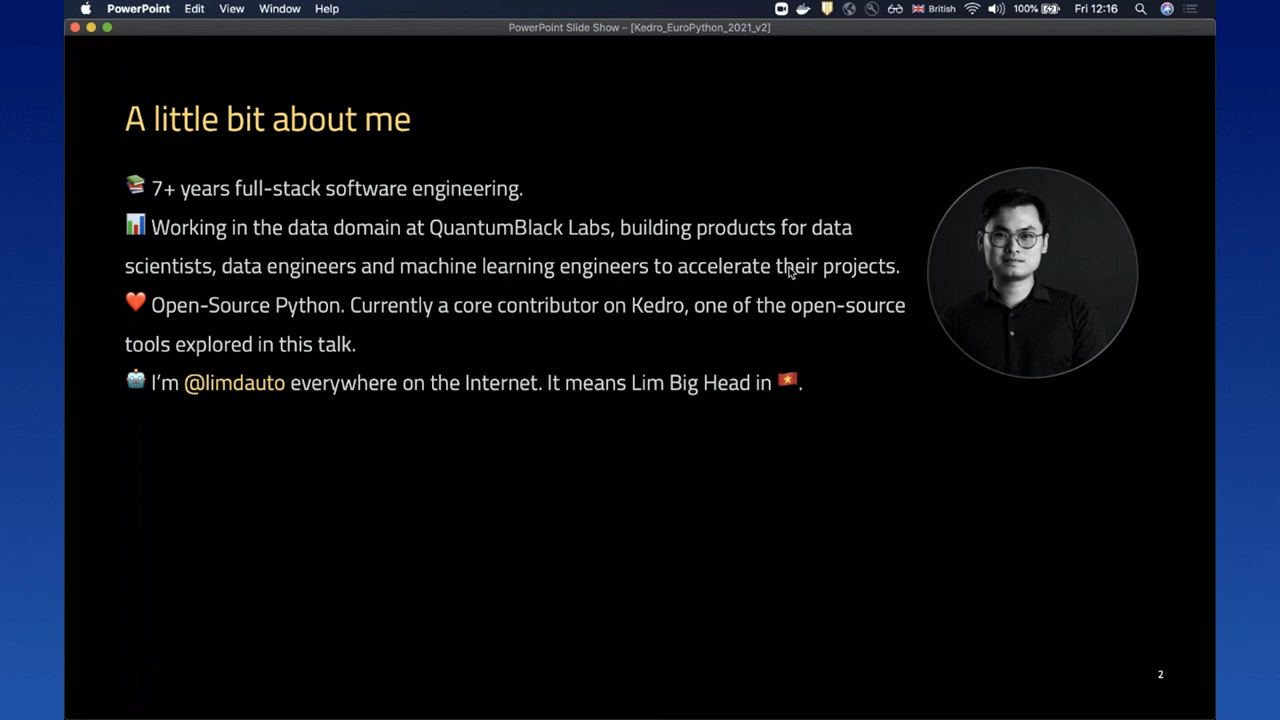 PowerPoint Edit View Window Help British 100% Fri 12:16
PowerPoint Slide Show – [Kedro_EuroPython_2021_v2]
A little bit about me
📚 7+ years full-stack software engineering.
📊 Working in the data domain at QuantumBlack Labs, building products for data
scientists, data engineers and machine learning engineers to accelerate their projects.
❤️ Open-Source Python. Currently a core contributor on Kedro, one of the open-source
tools explored in this talk.
🤖 I’m @limdauto everywhere on the Internet. It means Lim Big Head in 🇻🇳.
2